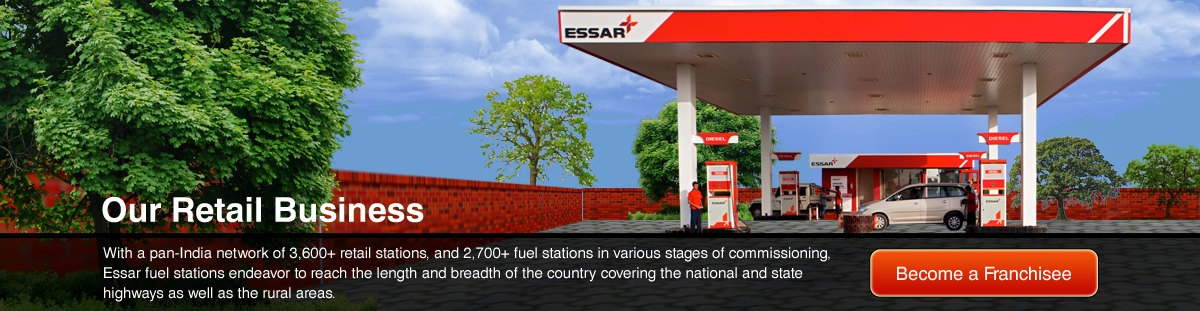 ESSAR
DIESEL
DIESEL
ESSAR
ESSAR
ESSAR
Our Retail Business
With a pan-India network of 3,600+ retail stations, and 2,700+ fuel stations in various stages of commissioning,
Essar fuel stations endeavor to reach the length and breadth of the country covering the national and state
highways as well as the rural areas.
Become a Franchisee